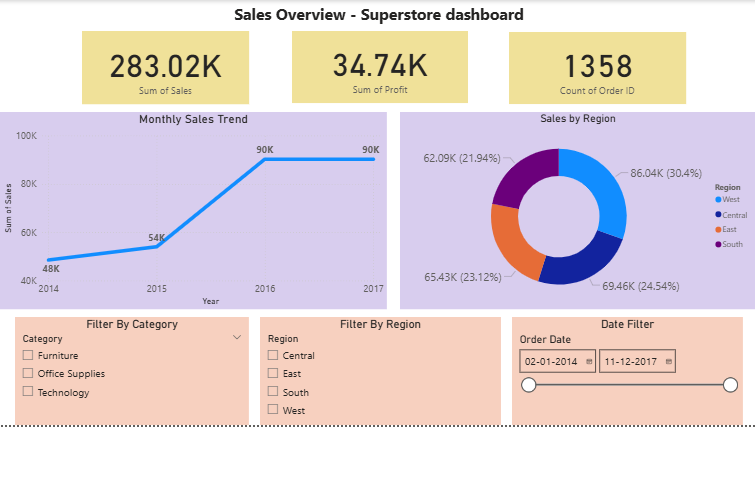 Sales Overview - Superstore dashboard
283.02K
Sum of Sales
34.74K
Sum of Profit
1358
Count of Order ID
Monthly Sales Trend
100K
80K
60K
40K
Sum of Sales
48K
54K
90K
90K
2014
2015
2016
2017
Year
Sales by Region
62.09K (21.94%)
86.04K (30.4%)
65.43K (23.12%)
69.46K (24.54%)
Region
West
Central
East
South
Filter By Category
Category
Furniture
Office Supplies
Technology
Filter By Region
Region
Central
East
South
West
Date Filter
Order Date
02-01-2014
11-12-2017